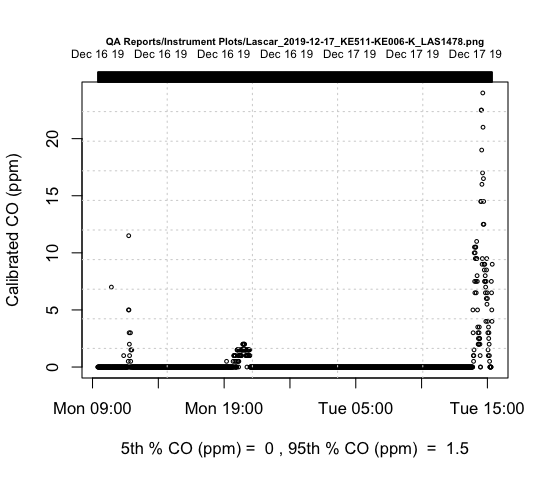 QA Reports/Instrument Plots/Lascar_2019-12-17_KE511-KE006-K_LAS1478.png
Dec 16 19 Dec 16 19 Dec 16 19 Dec 17 19 Dec 17 19 Dec 17 19
Calibrated CO (ppm)
20
15
10
5
0
Mon 09:00 Mon 19:00 Tue 05:00 Tue 15:00
5th % CO (ppm) = 0 , 95th % CO (ppm) = 1.5